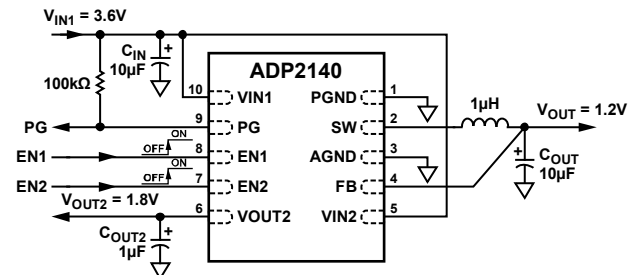 VIN1 = 3.6V
CIN
10µF
100kΩ
ADP2140
10 VIN1
PGND 1
1µH
VOUT = 1.2V
PG 9 PG
SW 2
ON
OFF
EN1 8 EN1
AGND 3
COUT
10µF
ON
OFF
EN2 7 EN2
FB 4
VOUT2 = 1.8V
6 VOUT2
VIN2 5
COUT2
1µF